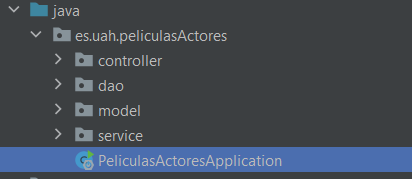 java
es.uah.peliculasActores
controller
dao
model
service
PeliculasActoresApplication